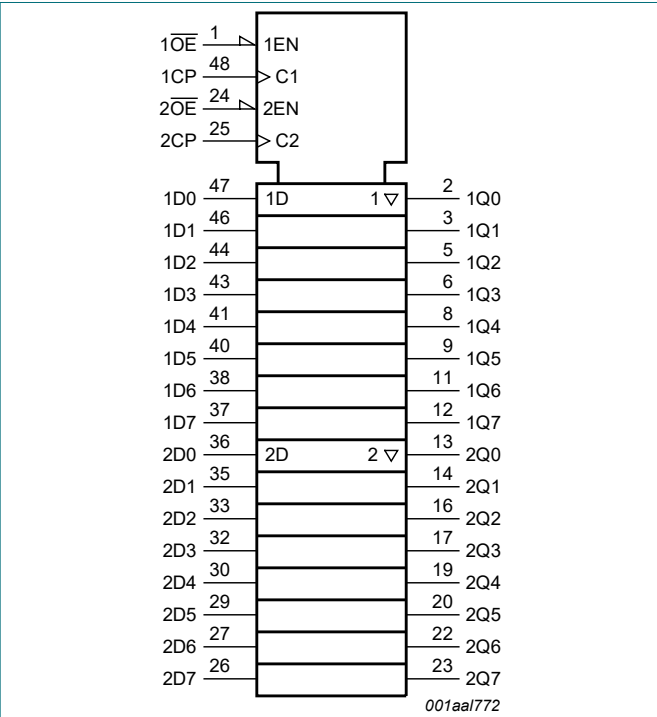 1O̅E̅ 1 1EN
1CP 48 C1
2O̅E̅ 24 2EN
2CP 25 C2
1D0 47 1D 1 ▽ 2 1Q0
1D1 46 3 1Q1
1D2 44 5 1Q2
1D3 43 6 1Q3
1D4 41 8 1Q4
1D5 40 9 1Q5
1D6 38 11 1Q6
1D7 37 12 1Q7
2D0 36 2D 2 ▽ 13 2Q0
2D1 35 14 2Q1
2D2 33 16 2Q2
2D3 32 17 2Q3
2D4 30 19 2Q4
2D5 29 20 2Q5
2D6 27 22 2Q6
2D7 26 23 2Q7
001aal772